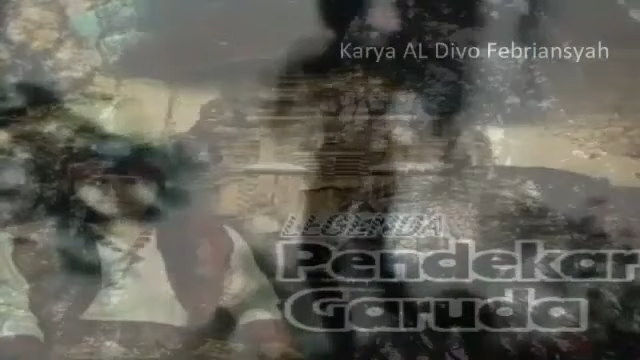 Karya AL Divo Febriansyah
LEGENDA
Pendekar
Garuda